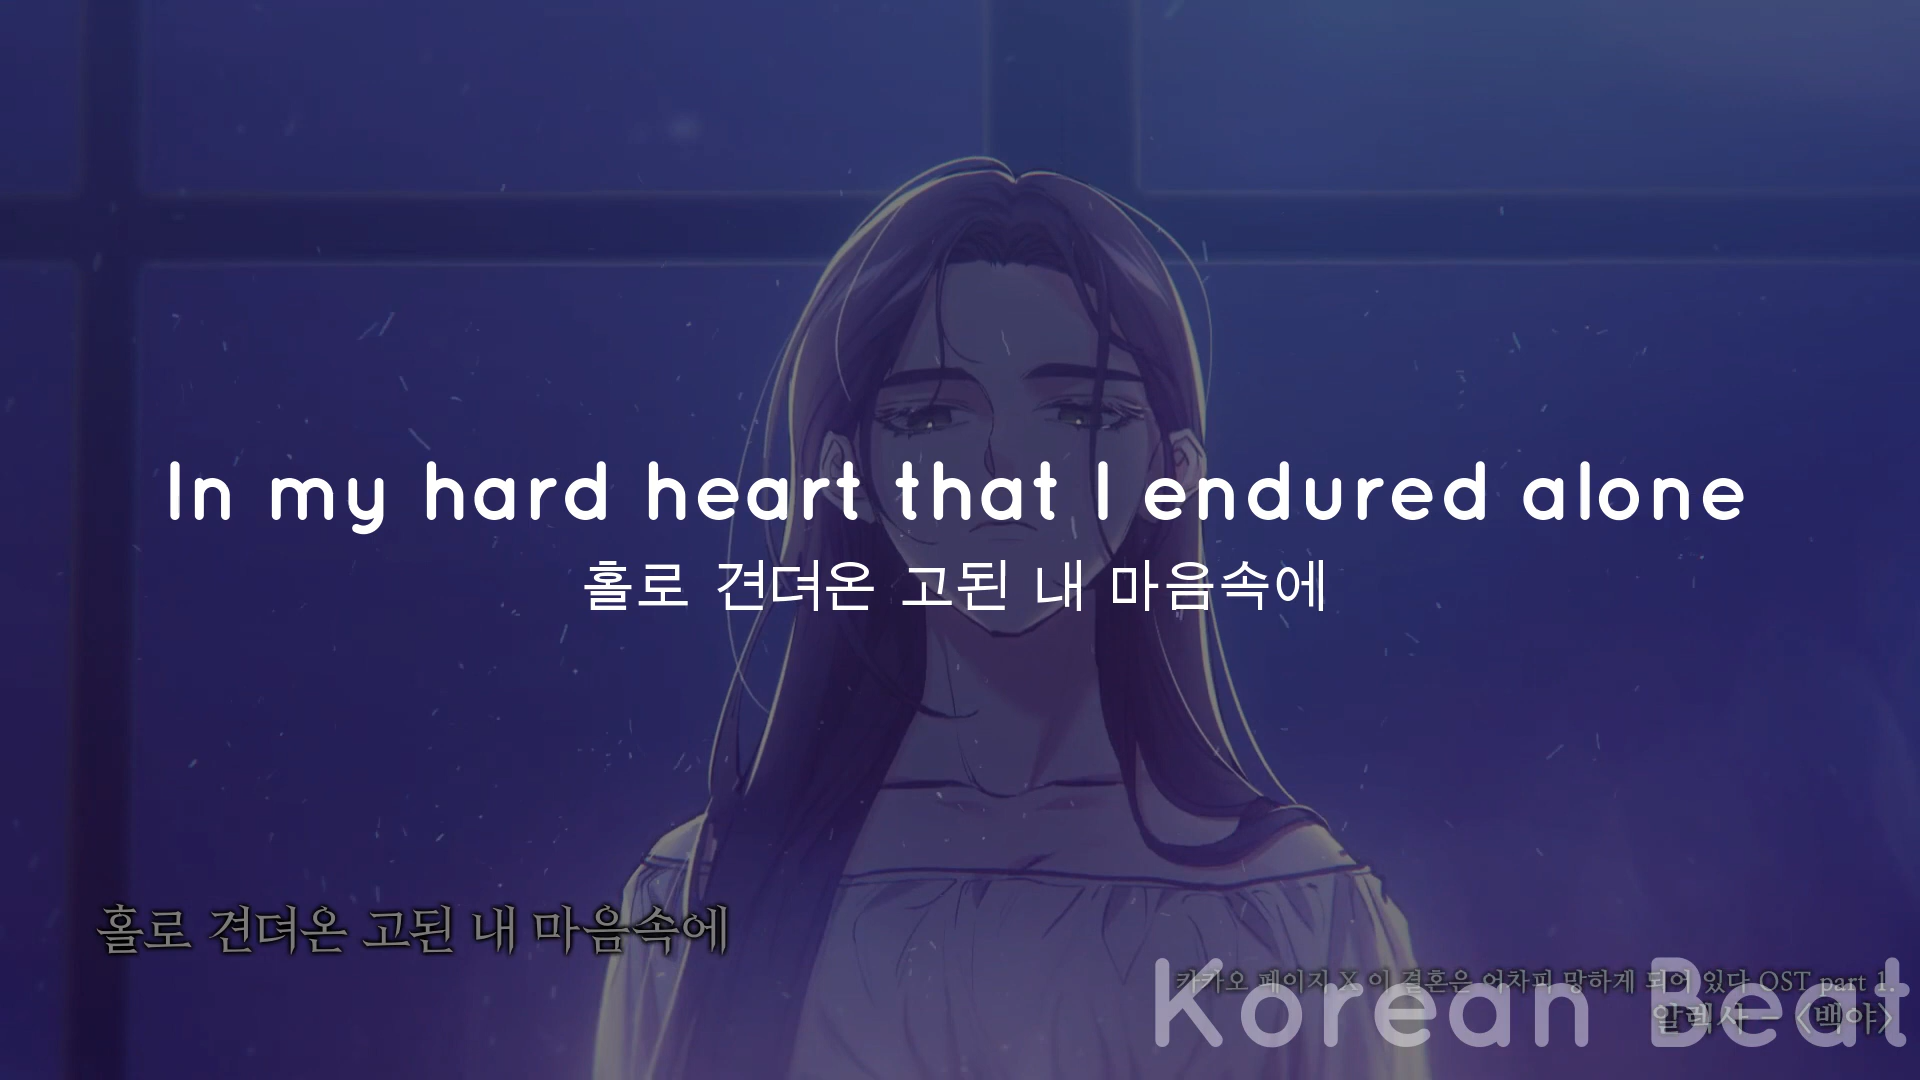 In my hard heart that I endured alone
홀로 견뎌온 고된 내 마음속에
홀로 견뎌온 고된 내 마음속에
카카오 페이지 X 이 결혼은 어차피 망하게 되어 있다 OST part 1.
알렉사 - <백야>
Korean Beat